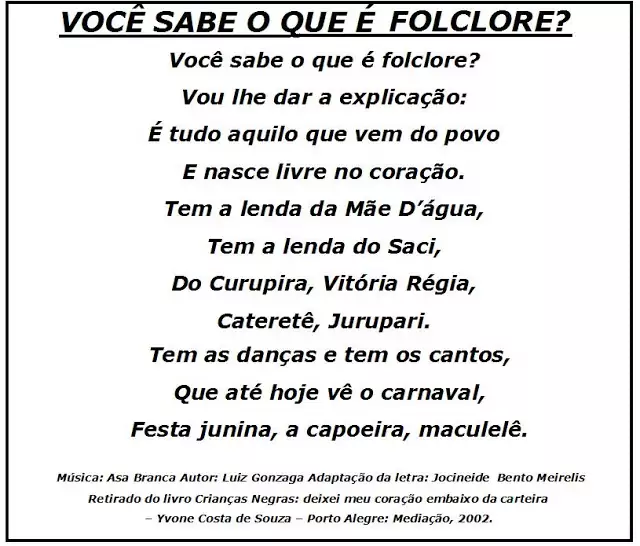 VOCÊ SABE O QUE É FOLCLORE?
Você sabe o que é folclore?
Vou lhe dar a explicação:
É tudo aquilo que vem do povo
E nasce livre no coração.
Tem a lenda da Mãe D’água,
Tem a lenda do Saci,
Do Curupira, Vitória Régia,
Cateretê, Jurupari.
Tem as danças e tem os cantos,
Que até hoje vê o carnaval,
Festa junina, a capoeira, maculelê.
Música: Asa Branca Autor: Luiz Gonzaga Adaptação da letra: Jocineide Bento Meirelis
Retirado do livro Crianças Negras: deixei meu coração embaixo da carteira
– Yvone Costa de Souza – Porto Alegre: Mediação, 2002.